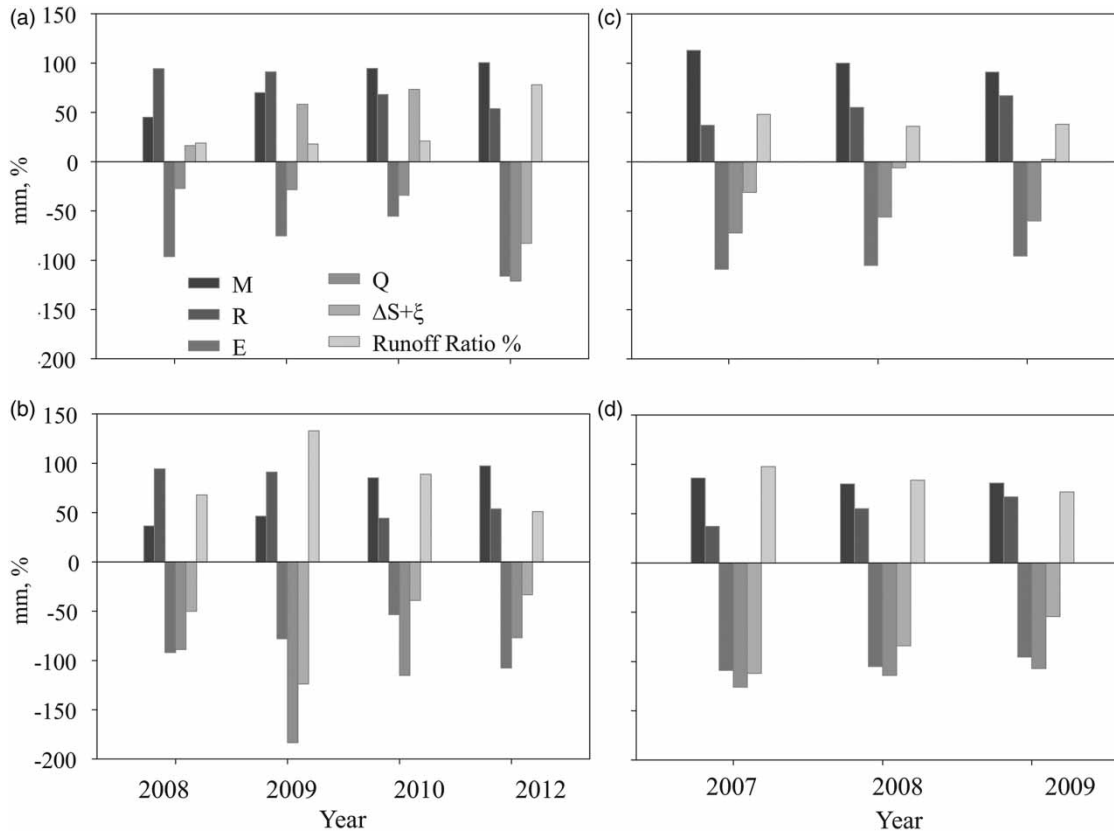 (a)
150
100
50
0
-50
-100
-150
-200
mm, %
M
R
E
Q
ΔS+ξ
Runoff Ratio %
(c)
(b)
150
100
50
0
-50
-100
-150
-200
mm, %
2008 2009 2010 2012
Year
(d)
2007 2008 2009
Year